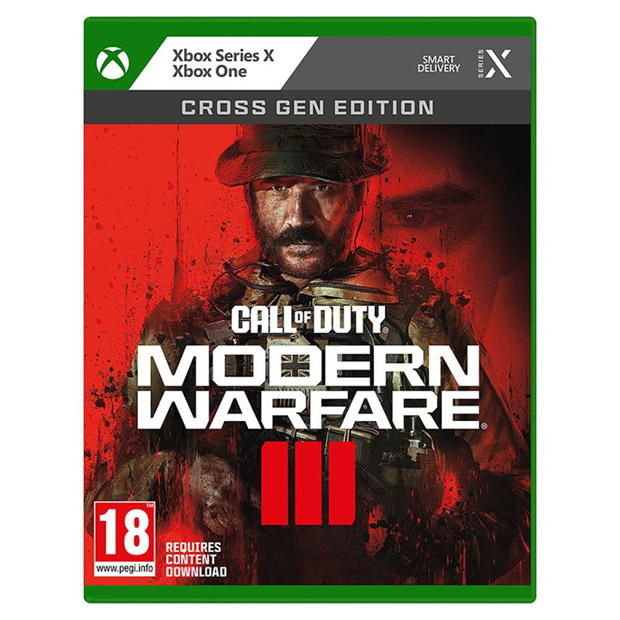 Xbox Series X
Xbox One
SMART
DELIVERY
SERIES X
CROSS GEN EDITION
CALL OF DUTY®
MODERN
WARFARE®
III
18
www.pegi.info
REQUIRES
CONTENT
DOWNLOAD